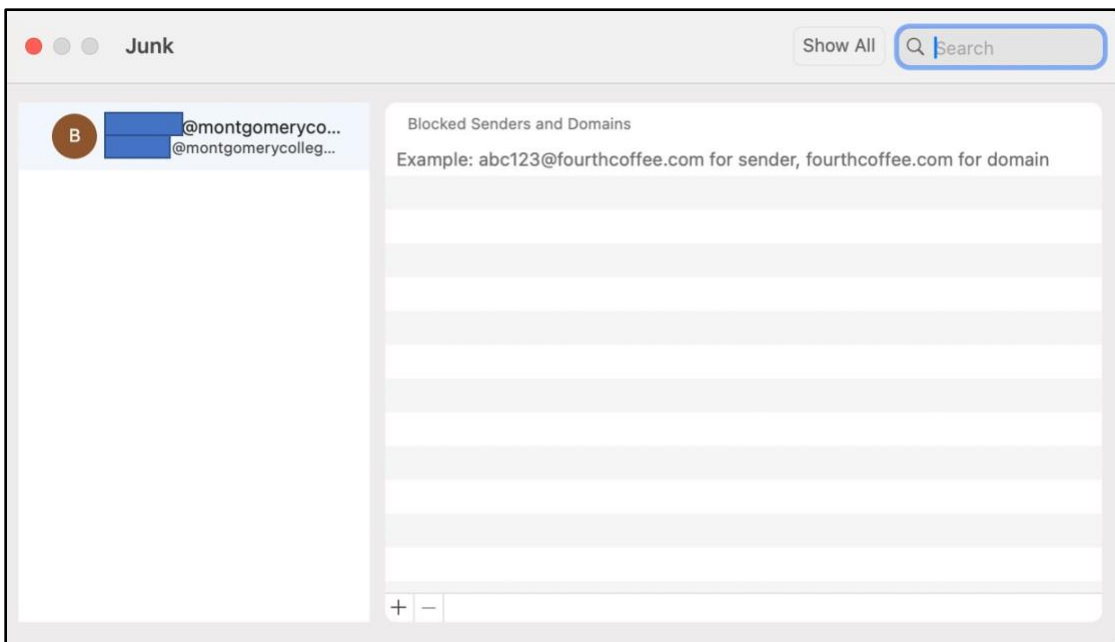 Junk
Show All
Search
B
@montgomeryco...
@montgomerycolleg...
Blocked Senders and Domains
Example: abc123@fourthcoffee.com for sender, fourthcoffee.com for domain
+ −